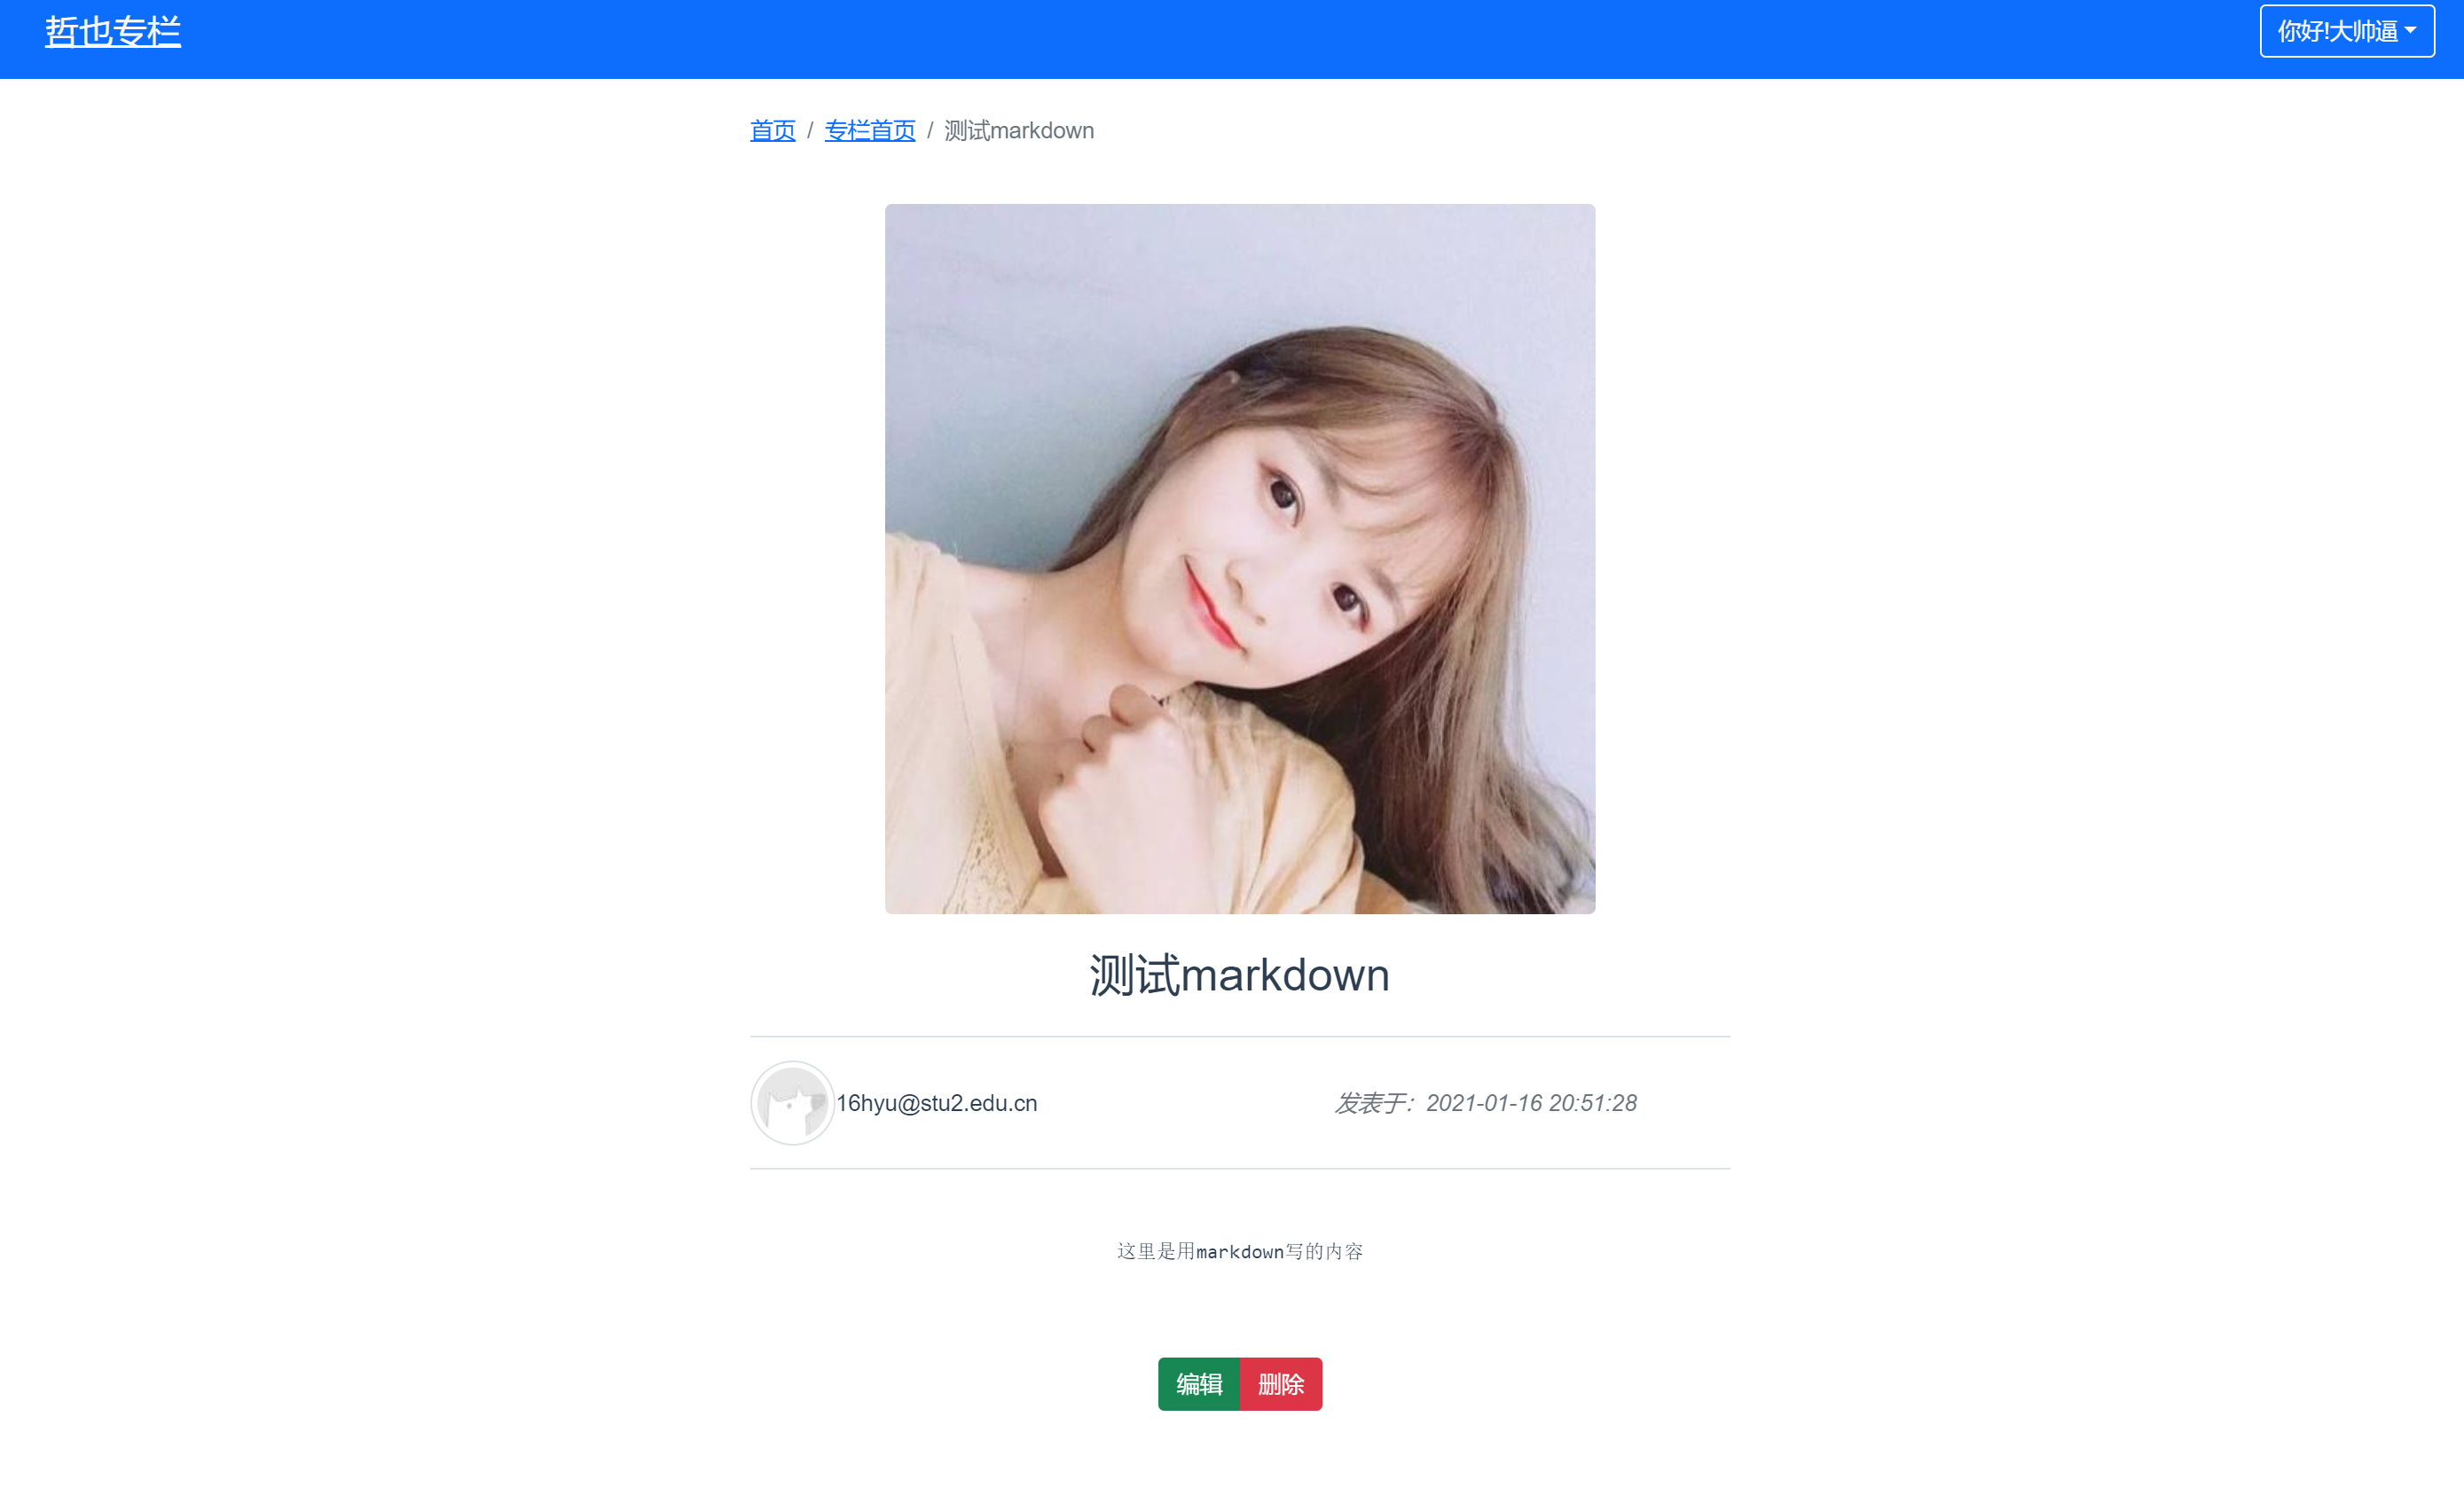 哲也专栏
你好!大帅逼
首页 / 专栏首页 / 测试markdown
测试markdown
16hyu@stu2.edu.cn
发表于：2021-01-16 20:51:28
这里是用markdown写的内容
编辑 删除